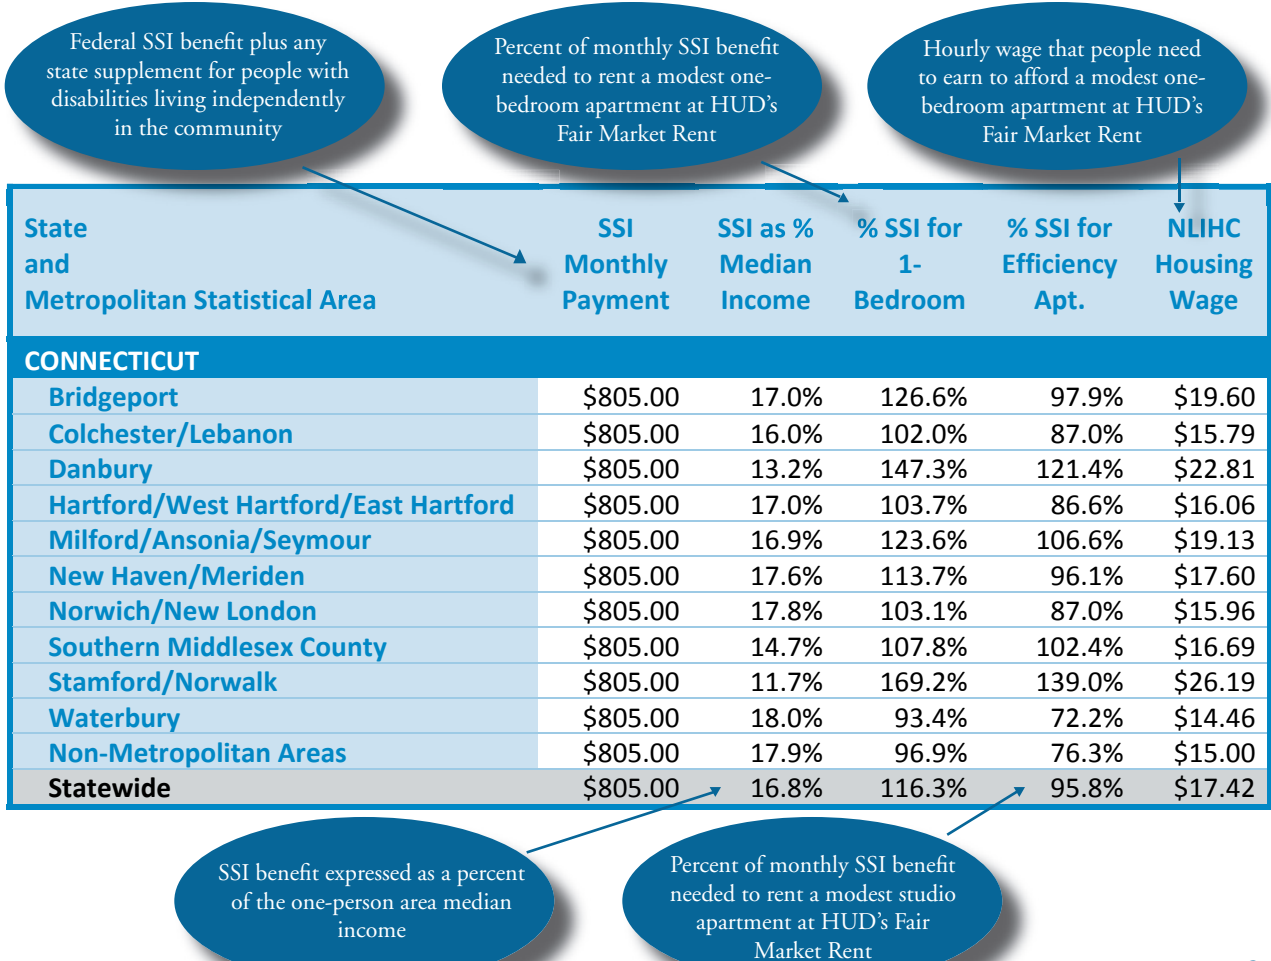 Federal SSI benefit plus any
state supplement for people with
disabilities living independently
in the community
Percent of monthly SSI benefit
needed to rent a modest one-
bedroom apartment at HUD's
Fair Market Rent
Hourly wage that people need
to earn to afford a modest one-
bedroom apartment at HUD's
Fair Market Rent
State
and
Metropolitan Statistical Area
SSI
Monthly
Payment
SSI as %
Median
Income
% SSI for
1-
Bedroom
% SSI for
Efficiency
Apt.
NLIHC
Housing
Wage
CONNECTICUT
Bridgeport $805.00 17.0% 126.6% 97.9% $19.60
Colchester/Lebanon $805.00 16.0% 102.0% 87.0% $15.79
Danbury $805.00 13.2% 147.3% 121.4% $22.81
Hartford/West Hartford/East Hartford $805.00 17.0% 103.7% 86.6% $16.06
Milford/Ansonia/Seymour $805.00 16.9% 123.6% 106.6% $19.13
New Haven/Meriden $805.00 17.6% 113.7% 96.1% $17.60
Norwich/New London $805.00 17.8% 103.1% 87.0% $15.96
Southern Middlesex County $805.00 14.7% 107.8% 102.4% $16.69
Stamford/Norwalk $805.00 11.7% 169.2% 139.0% $26.19
Waterbury $805.00 18.0% 93.4% 72.2% $14.46
Non-Metropolitan Areas $805.00 17.9% 96.9% 76.3% $15.00
Statewide $805.00 16.8% 116.3% 95.8% $17.42
SSI benefit expressed as a percent
of the one-person area median
income
Percent of monthly SSI benefit
needed to rent a modest studio
apartment at HUD's Fair
Market Rent